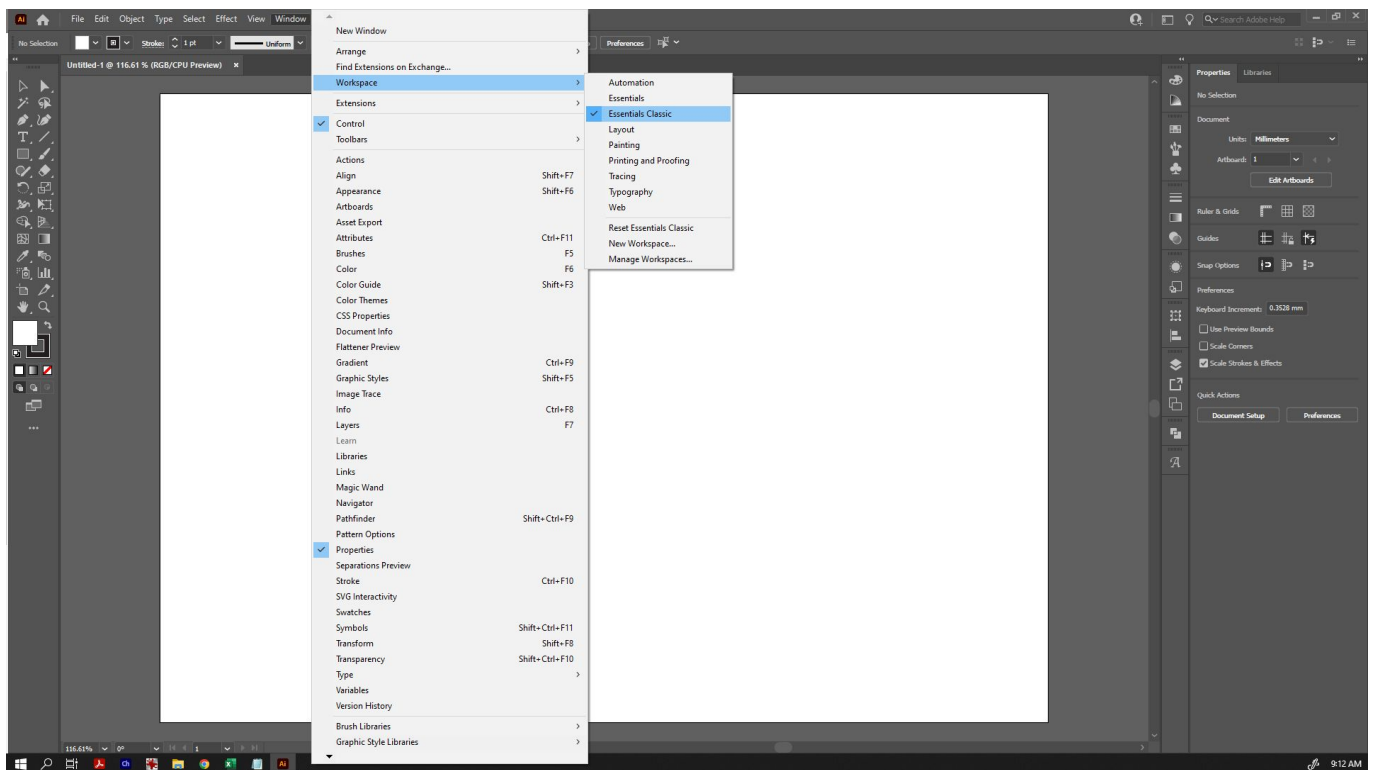 Ai File Edit Object Type Select Effect View Window
Search Adobe Help
No Selection Stroke: 1 pt Uniform Preferences
Untitled-1 @ 116.61 % (RGB/CPU Preview) ×
New Window
Arrange
Find Extensions on Exchange...
Workspace
Extensions
Control
Toolbars
Actions
Align Shift+F7
Appearance Shift+F6
Artboards
Asset Export
Attributes Ctrl+F11
Brushes F5
Color F6
Color Guide Shift+F3
Color Themes
CSS Properties
Document Info
Flattener Preview
Gradient Ctrl+F9
Graphic Styles Shift+F5
Image Trace
Info Ctrl+F8
Layers F7
Learn
Libraries
Links
Magic Wand
Navigator
Pathfinder Shift+Ctrl+F9
Pattern Options
Properties
Separations Preview
Stroke Ctrl+F10
SVG Interactivity
Swatches
Symbols Shift+Ctrl+F11
Transform Shift+F8
Transparency Shift+Ctrl+F10
Type
Variables
Version History
Brush Libraries
Graphic Style Libraries
Automation
Essentials
Essentials Classic
Layout
Painting
Printing and Proofing
Tracing
Typography
Web
Reset Essentials Classic
New Workspace...
Manage Workspaces...
Properties Libraries
No Selection
Document
Units: Millimeters
Artboard: 1
Edit Artboards
Ruler & Grids
Guides
Snap Options
Preferences
Keyboard Increment: 0.3528 mm
Use Preview Bounds
Scale Corners
Scale Strokes & Effects
Quick Actions
Document Setup Preferences
116.61% 0° 1
Ch Ai 9:12 AM